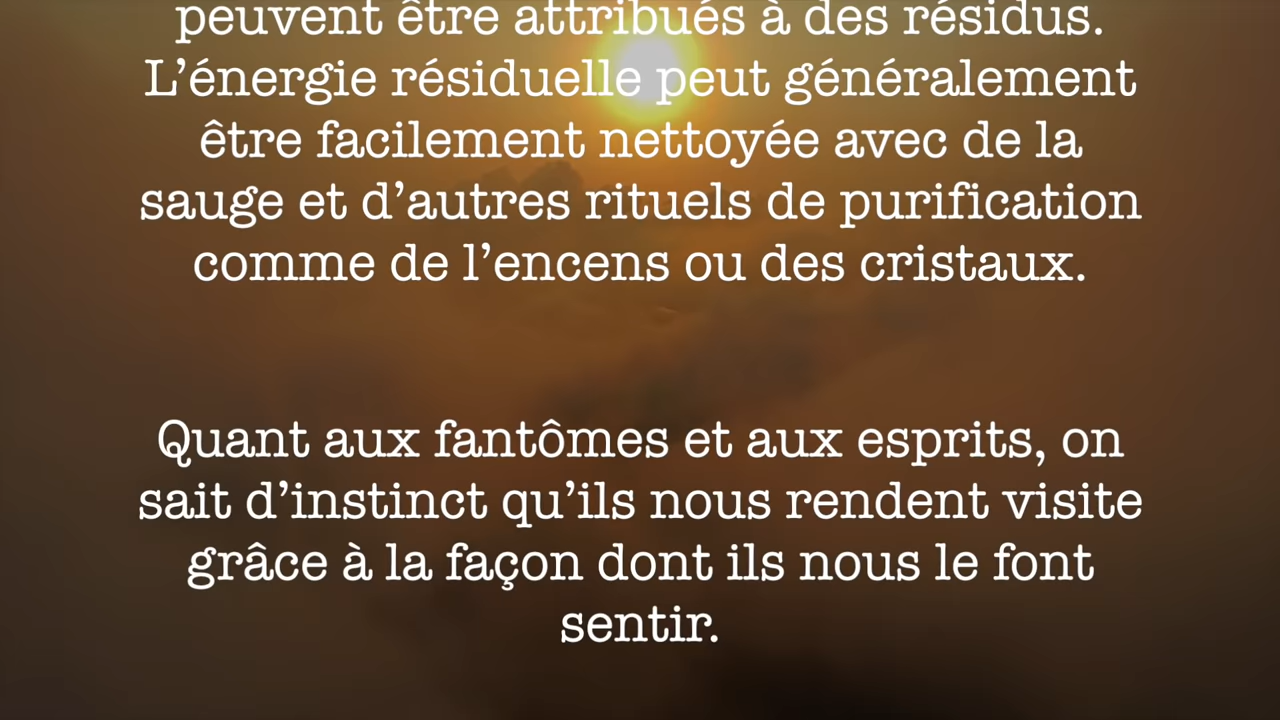 peuvent être attribués à des résidus.
L’énergie résiduelle peut généralement
être facilement nettoyée avec de la
sauge et d’autres rituels de purification
comme de l’encens ou des cristaux.
Quant aux fantômes et aux esprits, on
sait d’instinct qu’ils nous rendent visite
grâce à la façon dont ils nous le font
sentir.